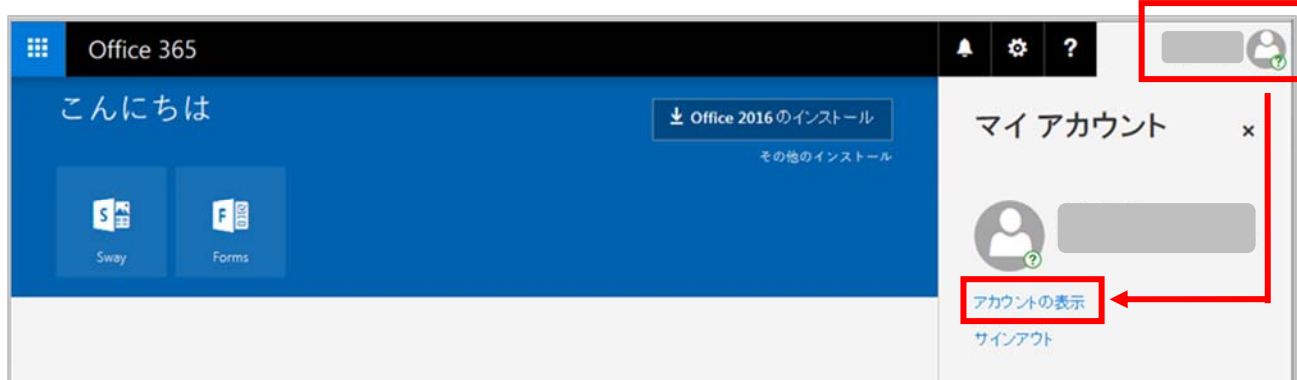 Office 365
?
こんにちは
Office 2016 のインストール
その他のインストール
Sway
Forms
マイ アカウント
×
アカウントの表示
サインアウト